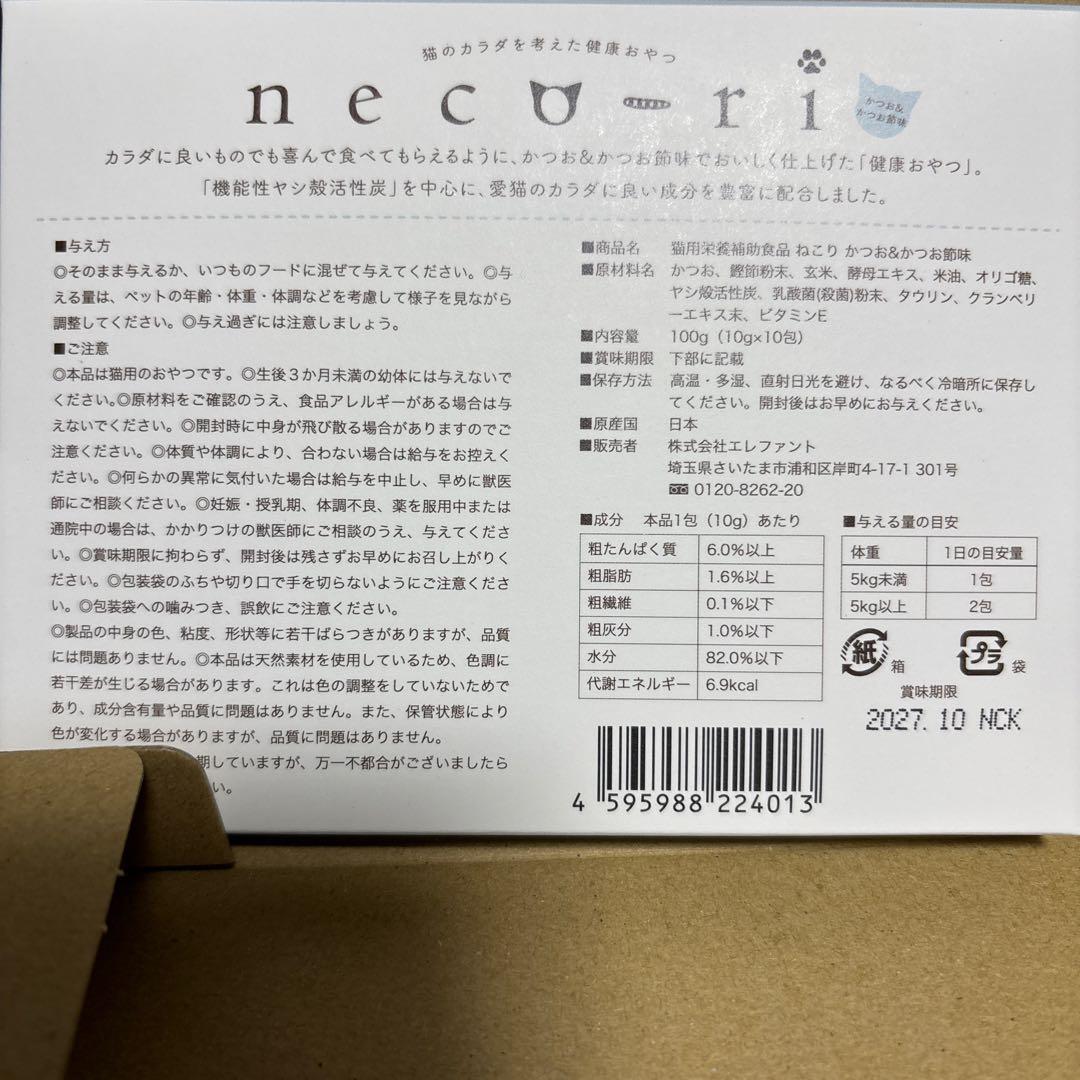 猫のカラダを考えた健康おやつ
neco-ri
かつお&
かつお節味
カラダに良いものでも喜んで食べてもらえるように、かつお&かつお節味でおいしく仕上げた「健康おやつ」。
「機能性ヤシ殻活性炭」を中心に、愛猫のカラダに良い成分を豊富に配合しました。
■与え方
◎そのまま与えるか、いつものフードに混ぜて与えてください。◎与
える量は、ペットの年齢・体重・体調などを考慮して様子を見ながら
調整してください。◎与え過ぎには注意しましょう。
■ご注意
◎本品は猫用のおやつです。◎生後3か月未満の幼体には与えないで
ください。◎原材料をご確認のうえ、食品アレルギーがある場合は与
えないでください。◎開封時に中身が飛び散る場合がありますのでご
注意ください。◎体質や体調により、合わない場合は給与をお控えく
ださい。◎何らかの異常に気付いた場合は給与を中止し、早めに獣医
師にご相談ください。◎妊娠・授乳期、体調不良、薬を服用中または
通院中の場合は、かかりつけの獣医師にご相談のうえ、与えてくださ
い。◎賞味期限に拘わらず、開封後は残さずお早めにお召し上がりく
ださい。◎包装袋のふちや切り口で手を切らないようにご注意くださ
い。◎包装袋への噛みつき、誤飲にご注意ください。
◎製品の中身の色、粘度、形状等に若干ばらつきがありますが、品質
には問題ありません。◎本品は天然素材を使用しているため、色調に
若干差が生じる場合があります。これは色の調整をしていないためで
あり、成分含有量や品質に問題はありません。また、保管状態により
色が変化する場合がありますが、品質に問題はありません。
期していますが、万一不都合がございましたら
い。
■商品名 猫用栄養補助食品 ねこり かつお&かつお節味
■原材料名 かつお、鰹節粉末、玄米、酵母エキス、米油、オリゴ糖、
ヤシ殻活性炭、乳酸菌(殺菌)粉末、タウリン、クランベリ
ーエキス末、ビタミンE
■内容量 100g（10g×10包）
■賞味期限 下部に記載
■保存方法 高温・多湿、直射日光を避け、なるべく冷暗所に保存し
てください。開封後はお早めにお与えください。
■原産国 日本
■販売者 株式会社エレファント
埼玉県さいたま市浦和区岸町4-17-1 301号
0120-8262-20
■成分 本品1包（10g）あたり
粗たんぱく質 6.0%以上
粗脂肪 1.6%以上
粗繊維 0.1%以下
粗灰分 1.0%以下
水分 82.0%以下
代謝エネルギー 6.9kcal
■与える量の目安
体重 1日の目安量
5kg未満 1包
5kg以上 2包
紙 箱
プラ 袋
賞味期限
2027.10 NCK
4 595988 224013